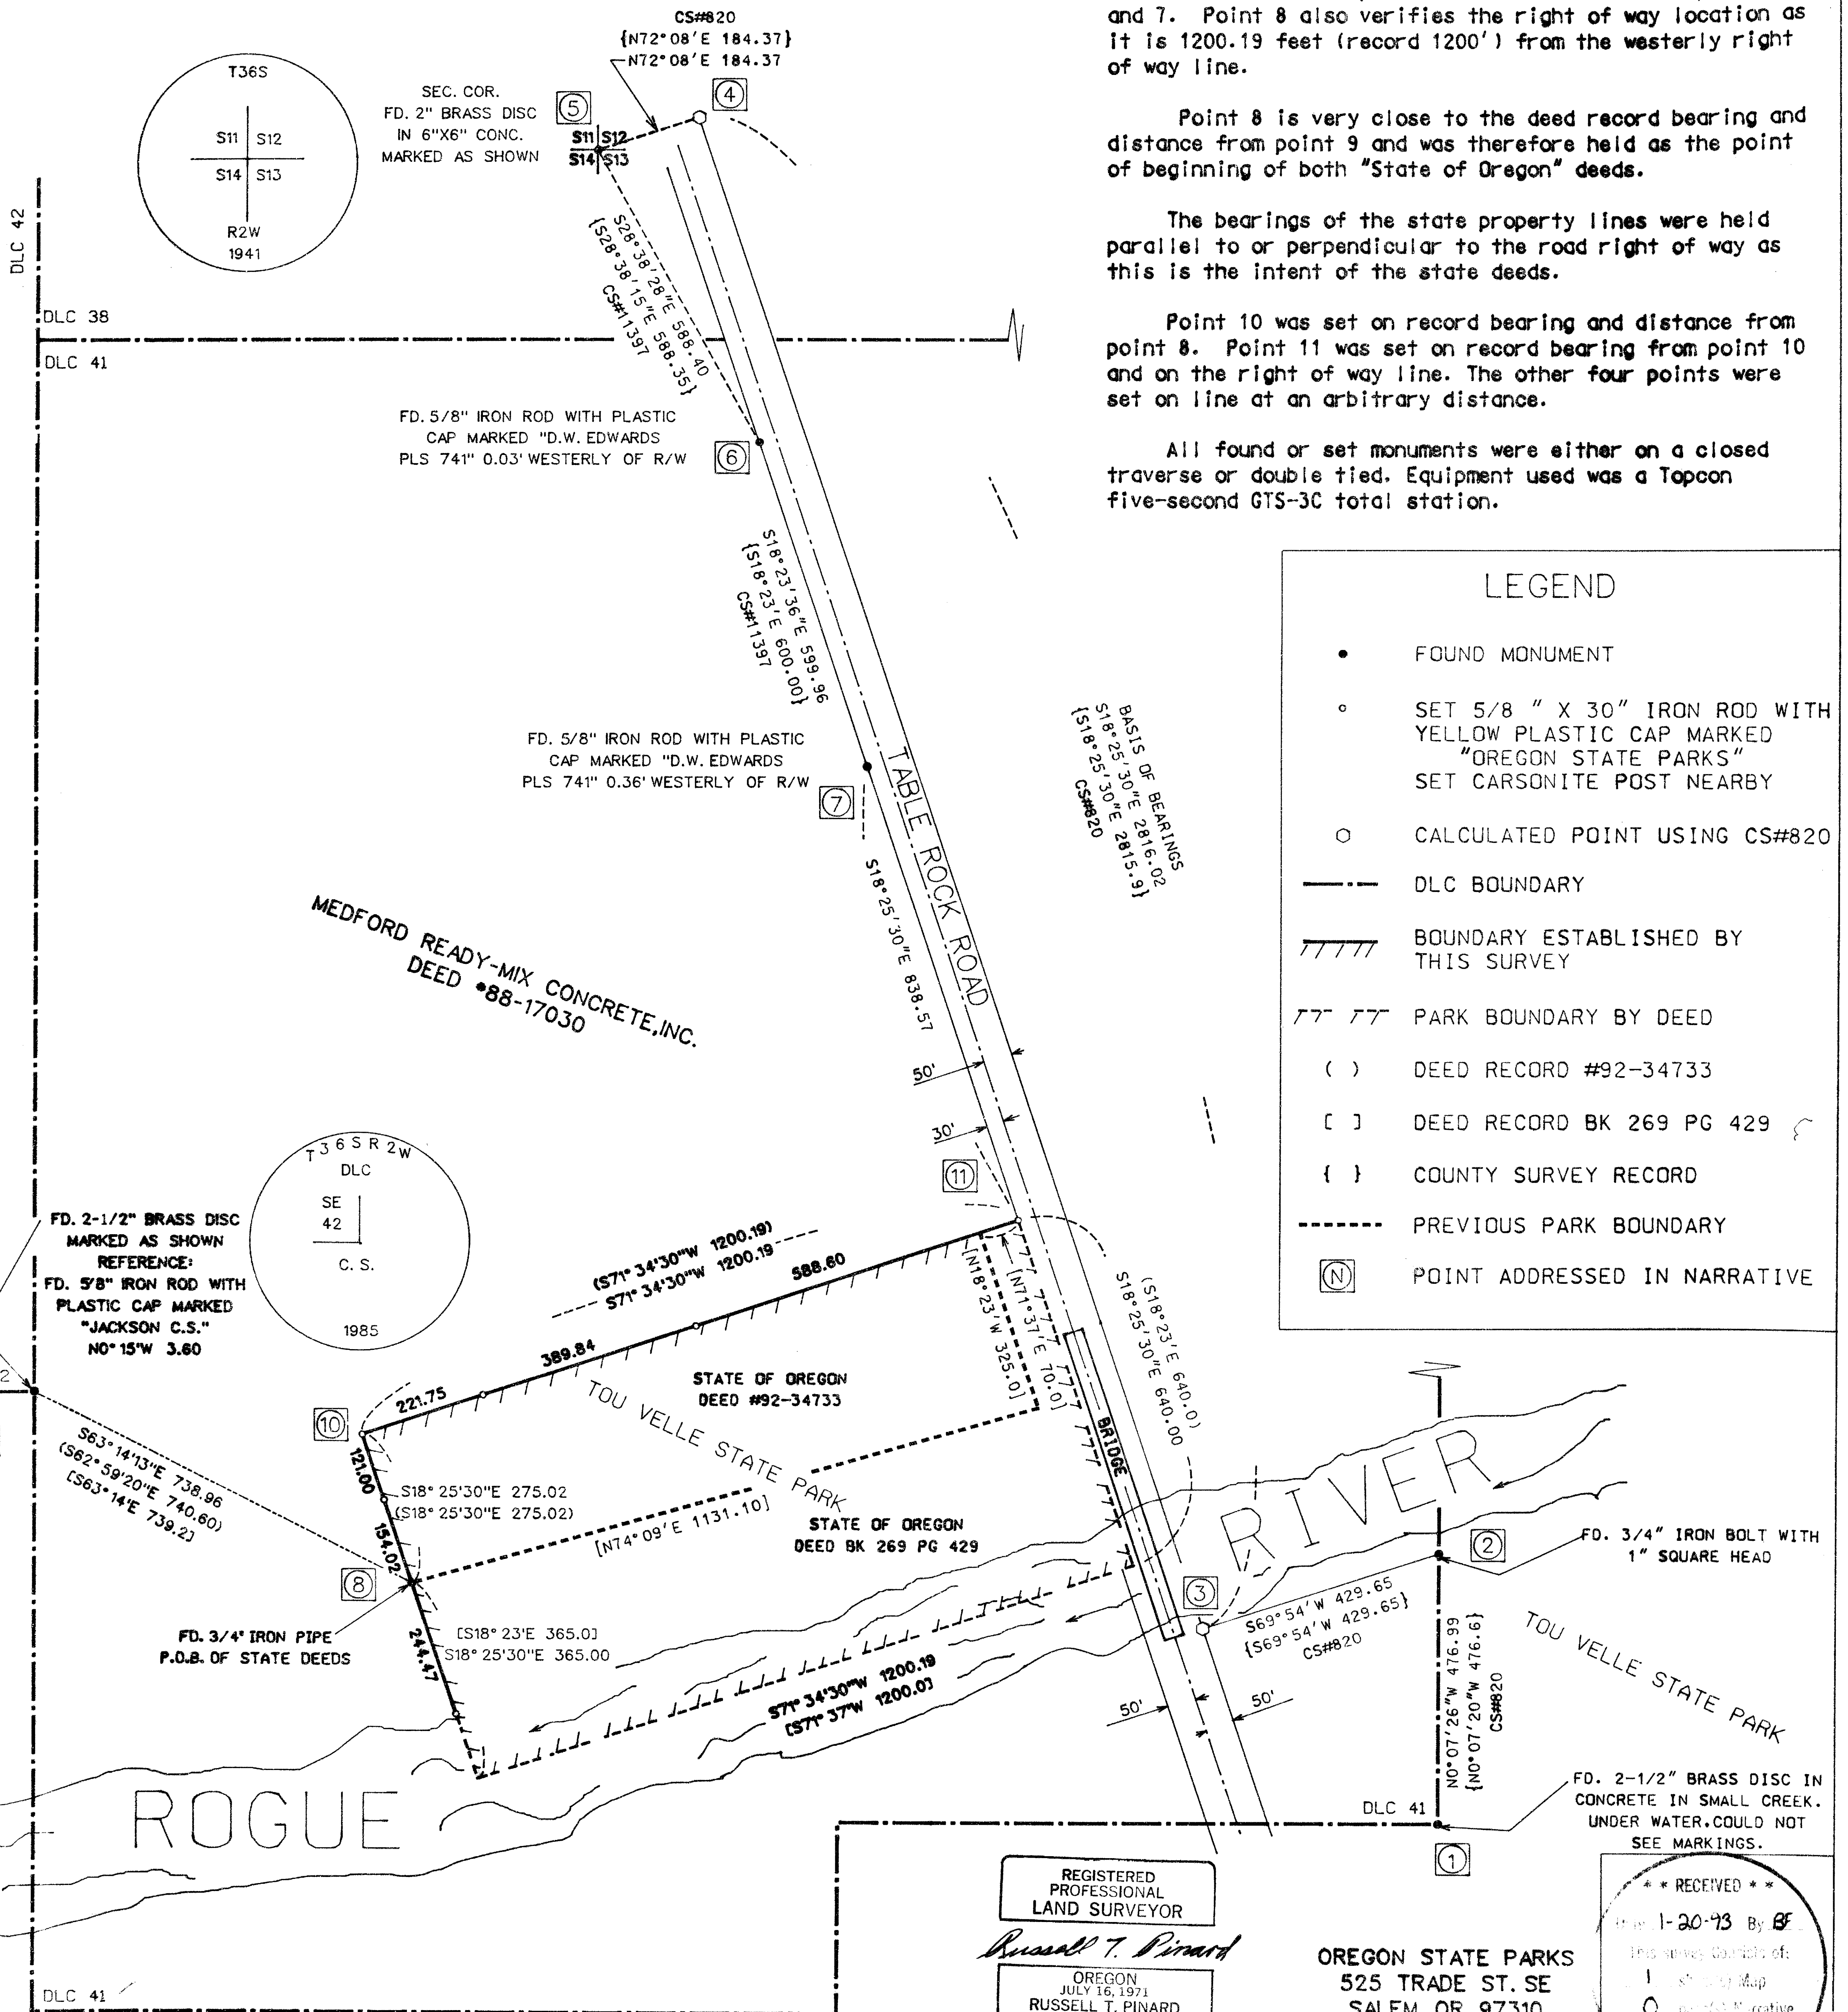 and 7. Point 8 also verifies the right of way location as
it is 1200.19 feet (record 1200') from the westerly right
of way line.
Point 8 is very close to the deed record bearing and
distance from point 9 and was therefore held as the point
of beginning of both "State of Oregon" deeds.
The bearings of the state property lines were held
parallel to or perpendicular to the road right of way as
this is the intent of the state deeds.
Point 10 was set on record bearing and distance from
point 8. Point 11 was set on record bearing from point 10
and on the right of way line. The other four points were
set on line at an arbitrary distance.
All found or set monuments were either on a closed
traverse or double tied. Equipment used was a Topcon
five-second GTS-3C total station.
CS#820
{N72°08'E 184.37}
N72°08'E 184.37
4
T36S
S11 S12
S14 S13
R2W
1941
SEC. COR.
FD. 2" BRASS DISC
IN 6"X6" CONC.
MARKED AS SHOWN
5
S11 S12
S14 S13
DLC 42
DLC 38
DLC 41
S28°38'28"E 588.40
{S28°38'15"E 588.35}
CS#11397
FD. 5/8" IRON ROD WITH PLASTIC
CAP MARKED "D.W. EDWARDS
PLS 741" 0.03' WESTERLY OF R/W
6
S18°23'36"E 599.96
{S18°23'E 600.00}
CS#11397
FD. 5/8" IRON ROD WITH PLASTIC
CAP MARKED "D.W. EDWARDS
PLS 741" 0.36' WESTERLY OF R/W
7
TABLE ROCK ROAD
BASIS OF BEARINGS
S18°25'30"E 2816.02
{S18°25'30"E 2815.9}
CS#820
S18°25'30"E 838.57
MEDFORD READY-MIX CONCRETE,INC.
DEED •88-17030
50'
30'
11
LEGEND
FOUND MONUMENT
SET 5/8 " X 30" IRON ROD WITH
YELLOW PLASTIC CAP MARKED
"OREGON STATE PARKS"
SET CARSONITE POST NEARBY
CALCULATED POINT USING CS#820
DLC BOUNDARY
BOUNDARY ESTABLISHED BY
THIS SURVEY
PARK BOUNDARY BY DEED
( ) DEED RECORD #92-34733
[ ] DEED RECORD BK 269 PG 429
{ } COUNTY SURVEY RECORD
PREVIOUS PARK BOUNDARY
N POINT ADDRESSED IN NARRATIVE
T36SR2W
DLC
SE
42
C. S.
1985
FD. 2-1/2" BRASS DISC
MARKED AS SHOWN
REFERENCE:
FD. 5/8" IRON ROD WITH
PLASTIC CAP MARKED
"JACKSON C.S."
N0°15'W 3.60
2
(S71°34'30"W 1200.19)
S71°34'30"W 1200.19
588.60
389.84
221.75
[N18°23'W 325.0]
[N71°37'E 70.0]
(S18°23'E 640.0)
S18°25'30"E 640.00
STATE OF OREGON
DEED #92-34733
TOU VELLE STATE PARK
BRIDGE
10
121.00
S18°25'30"E 275.02
(S18°25'30"E 275.02)
154.02
S63°14'13"E 738.96
(S62°59'20"E 740.60)
[S63°14'E 739.2]
[N74°09'E 1131.10]
STATE OF OREGON
DEED BK 269 PG 429
8
FD. 3/4" IRON PIPE
P.O.B. OF STATE DEEDS
[S18°23'E 365.0]
S18°25'30"E 365.00
244.47
S71°34'30"W 1200.19
[S71°37'W 1200.0]
ROGUE
RIVER
2
FD. 3/4" IRON BOLT WITH
1" SQUARE HEAD
3
S69°54'W 429.65
{S69°54'W 429.65}
CS#820
N0°07'26"W 476.99
{N0°07'20"W 476.6}
CS#820
TOU VELLE STATE PARK
50'
50'
DLC 41
FD. 2-1/2" BRASS DISC IN
CONCRETE IN SMALL CREEK.
UNDER WATER.COULD NOT
SEE MARKINGS.
1
REGISTERED
PROFESSIONAL
LAND SURVEYOR
Russell T. Pinard
OREGON
JULY 16, 1971
RUSSELL T. PINARD
OREGON STATE PARKS
525 TRADE ST. SE
SALEM OR 97310
* * RECEIVED * *
1-20-93 By BF
This survey Consists of:
1 Map
0 Narrative
DLC 41